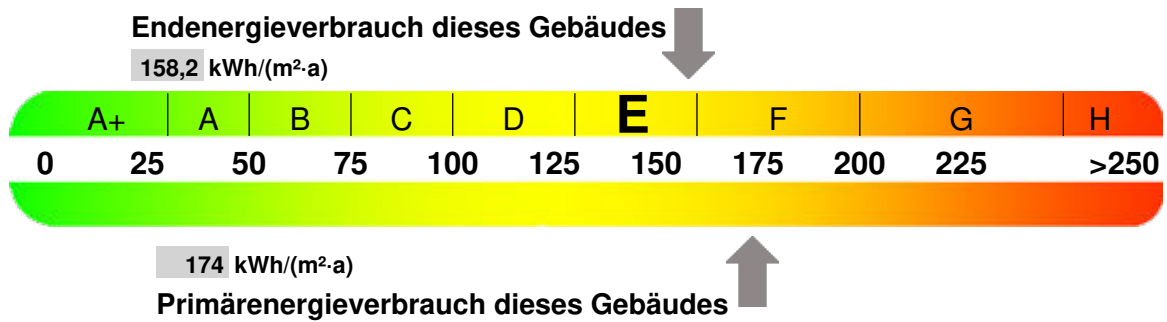 Endenergieverbrauch dieses Gebäudes
158,2 kWh/(m²·a)
A+ A B C D E F G H
0 25 50 75 100 125 150 175 200 225 >250
174 kWh/(m²·a)
Primärenergieverbrauch dieses Gebäudes